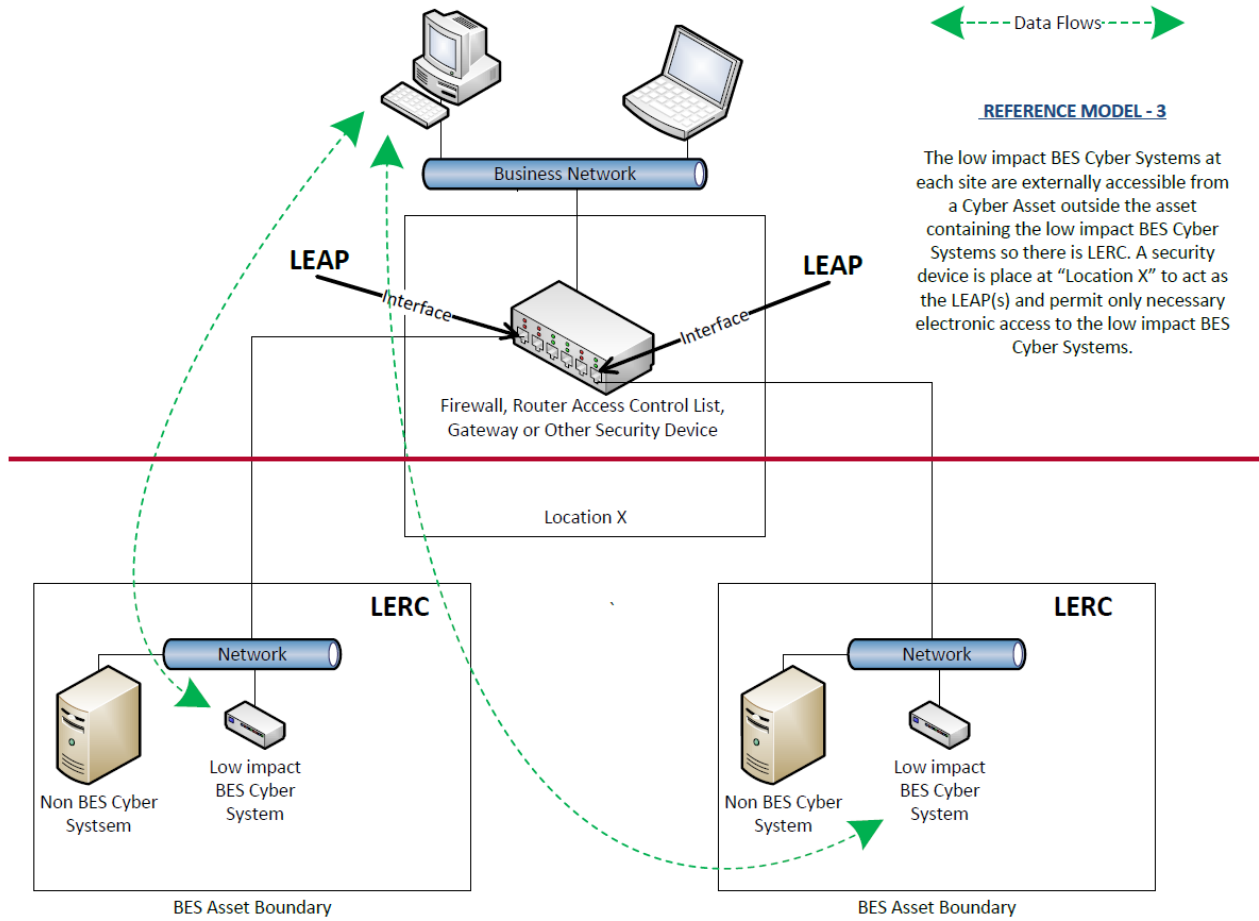 Data Flows
REFERENCE MODEL - 3
The low impact BES Cyber Systems at
each site are externally accessible from
a Cyber Asset outside the asset
containing the low impact BES Cyber
Systems so there is LERC. A security
device is place at “Location X” to act as
the LEAP(s) and permit only necessary
electronic access to the low impact BES
Cyber Systems.
Business Network
LEAP
Interface
LEAP
Interface
Firewall, Router Access Control List,
Gateway or Other Security Device
Location X
LERC
Network
Non BES Cyber
Systsem
Low impact
BES Cyber
System
BES Asset Boundary
`
LERC
Network
Non BES Cyber
System
Low impact
BES Cyber
System
BES Asset Boundary